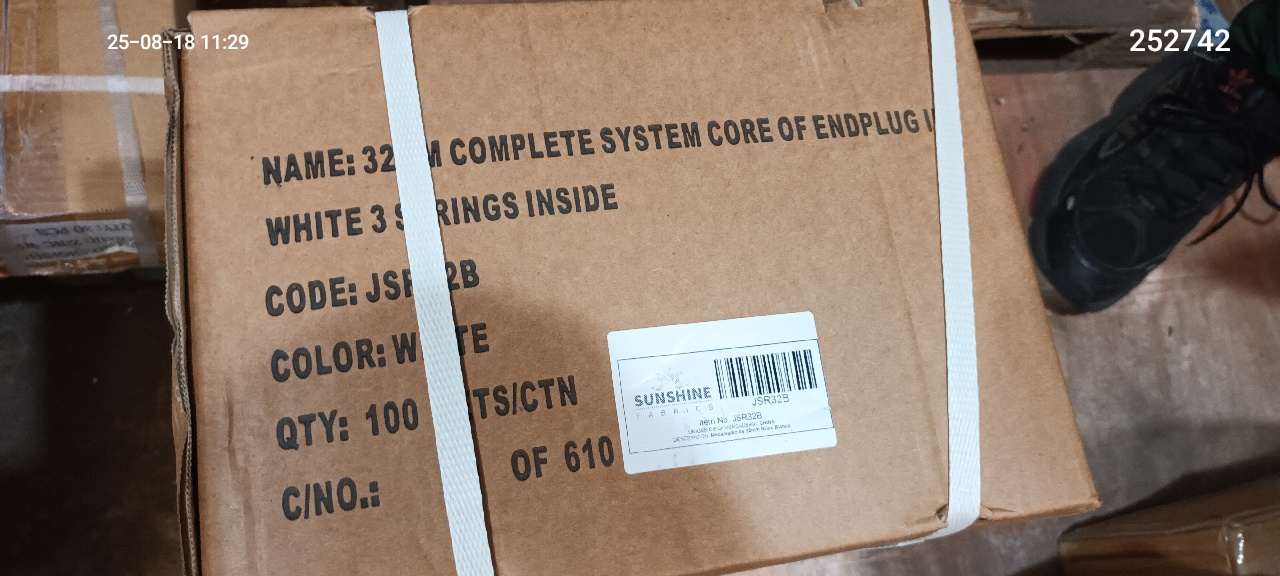 25-08-18 11:29
252742
NAME: 32 M COMPLETE SYSTEM CORE OF ENDPLUG
WHITE 3 S RINGS INSIDE
CODE: JSR 2B
COLOR: W TE
QTY: 100 TS/CTN
OF 610
C/NO.:
SUNSHINE
FABRICS
JSR32B
Item No. JSR32B